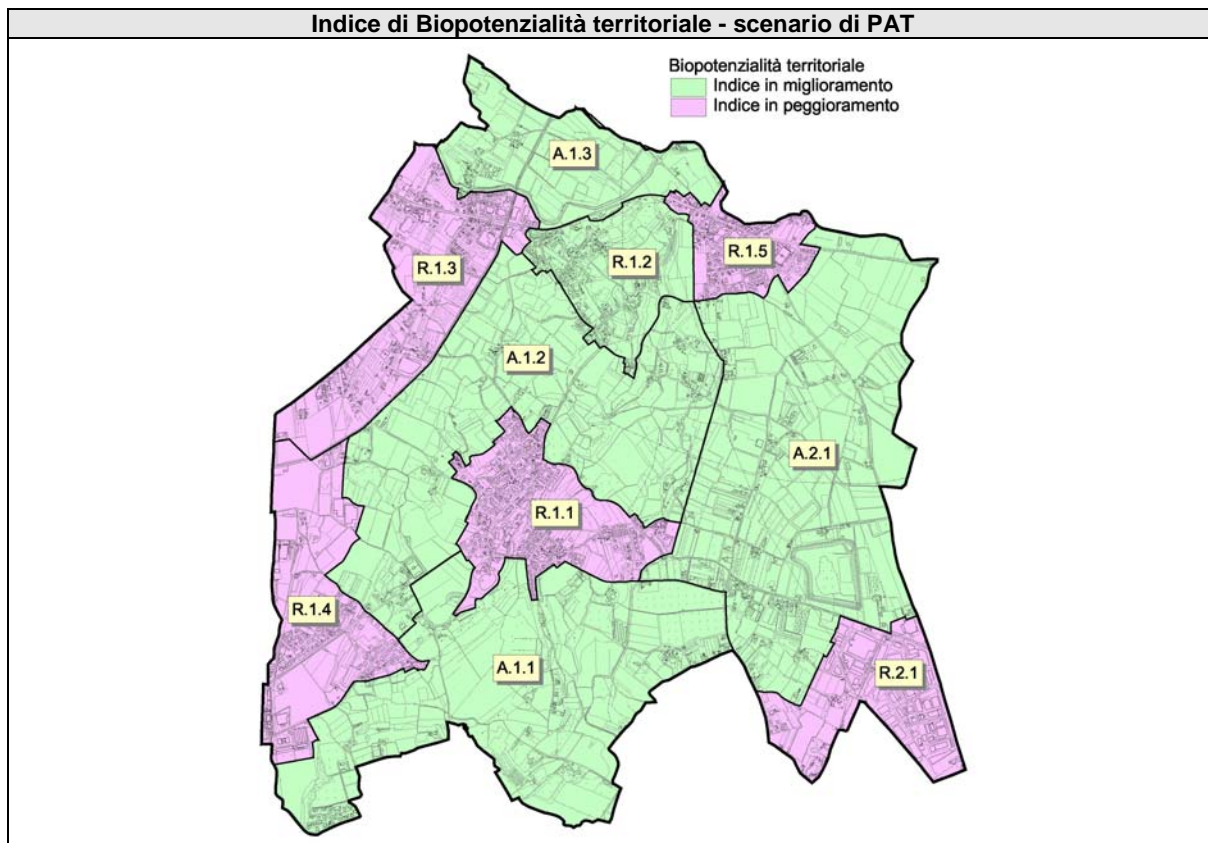 Indice di Biopotenzialità territoriale - scenario di PAT
Biopotenzialità territoriale
Indice in miglioramento
Indice in peggioramento
A.1.3
R.1.2
R.1.5
R.1.3
A.1.2
A.2.1
R.1.1
R.1.4
A.1.1
R.2.1